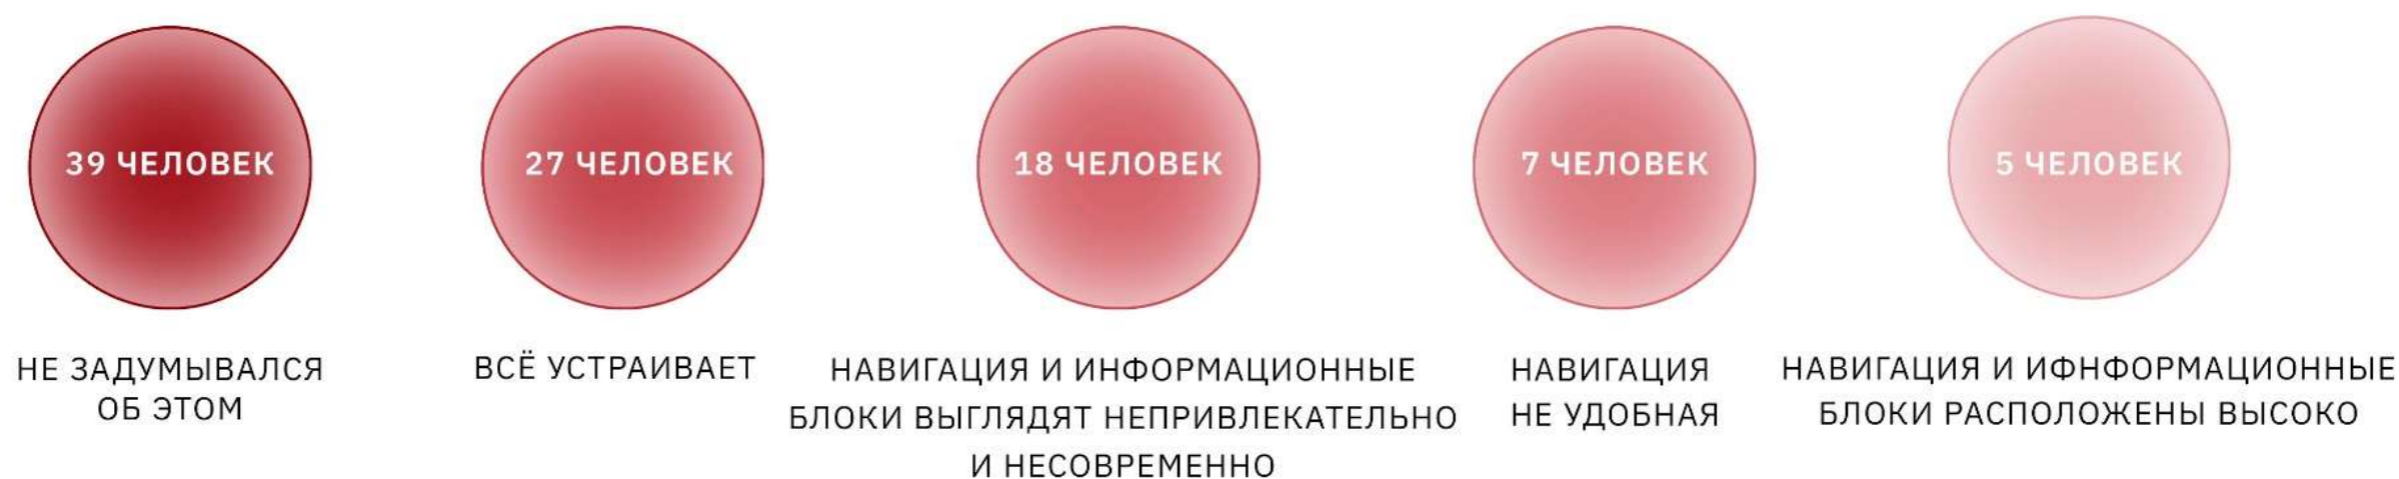 39 ЧЕЛОВЕК
27 ЧЕЛОВЕК
18 ЧЕЛОВЕК
7 ЧЕЛОВЕК
5 ЧЕЛОВЕК
НЕ ЗАДУМЫВАЛСЯ
ОБ ЭТОМ
ВСЁ УСТРАИВАЕТ
НАВИГАЦИЯ И ИНФОРМАЦИОННЫЕ
БЛОКИ ВЫГЛЯДЯТ НЕПРИВЛЕКАТЕЛЬНО
И НЕСОВРЕМЕННО
НАВИГАЦИЯ
НЕ УДОБНАЯ
НАВИГАЦИЯ И ИФНФОРМАЦИОННЫЕ
БЛОКИ РАСПОЛОЖЕНЫ ВЫСОКО